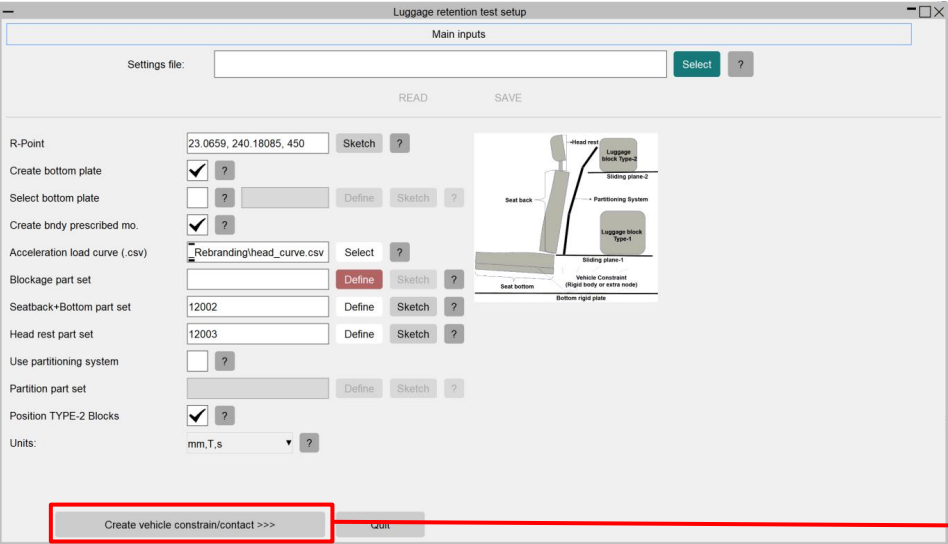 Luggage retention test setup
Main inputs
Settings file: Select ?
READ SAVE
R-Point 23.0659, 240.18085, 450 Sketch ?
Create bottom plate ?
Select bottom plate ? Define Sketch ?
Create bndy prescribed mo. ?
Acceleration load curve (.csv) _Rebranding\head_curve.csv Select ?
Blockage part set Define Sketch ?
Seatback+Bottom part set 12002 Define Sketch ?
Head rest part set 12003 Define Sketch ?
Use partitioning system ?
Partition part set Define Sketch ?
Position TYPE-2 Blocks ?
Units: mm,T,s ?
Head rest
Luggage
block Type-2
Sliding plane-2
Seat back
Partitioning System
Luggage block
Type-1
Sliding plane-1
Seat bottom
Vehicle Constraint
(Rigid body or extra node)
Bottom rigid plate
Create vehicle constrain/contact >>> Quit